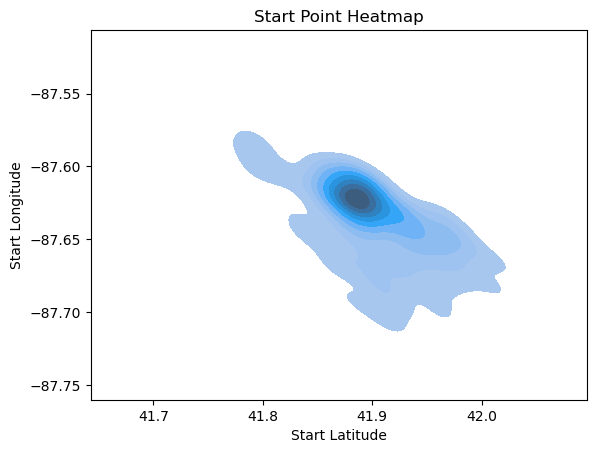 Start Point Heatmap
Start Longitude
−87.55
−87.60
−87.65
−87.70
−87.75
41.7 41.8 41.9 42.0
Start Latitude